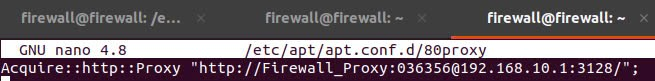 firewall@firewall: /e... × firewall@firewall: ~ × firewall@firewall: ~
GNU nano 4.8 /etc/apt/apt.conf.d/80proxy
Acquire::http::Proxy "http://Firewall_Proxy:036356@192.168.10.1:3128/";